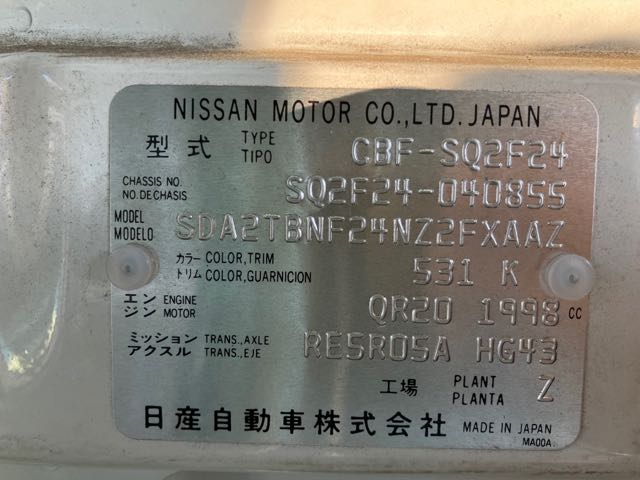 NISSAN MOTOR CO.,LTD. JAPAN
型式 TYPE TIPO CBF-SQ2F24
CHASSIS NO. NO. DE CHASIS SQ2F24-040855
MODEL MODELO SDA2TBNF24NZ2FXAAZ
カラー COLOR,TRIM
トリム COLOR,GUARNICION 531 K
エンジン ENGINE MOTOR QR20 1998 CC
ミッション TRANS.,AXLE
アクスル TRANS.,EJE RE5R05A HG43
工場 PLANT PLANTA Z
日産自動車株式会社 MADE IN JAPAN
MA00A